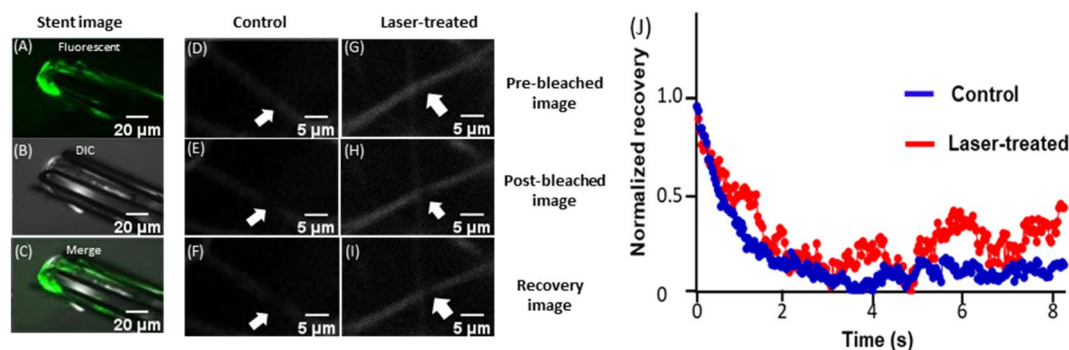 Stent image
Control
Laser-treated
(A)
Fluorescent
20 µm
(B)
DIC
20 µm
(C)
Merge
20 µm
(D)
5 µm
(G)
5 µm
Pre-bleached
image
(E)
5 µm
(H)
5 µm
Post-bleached
image
(F)
5 µm
(I)
5 µm
Recovery
image
(J)
Normalized recovery
1.0
0.5
0
0
2
4
6
8
Time (s)
Control
Laser-treated